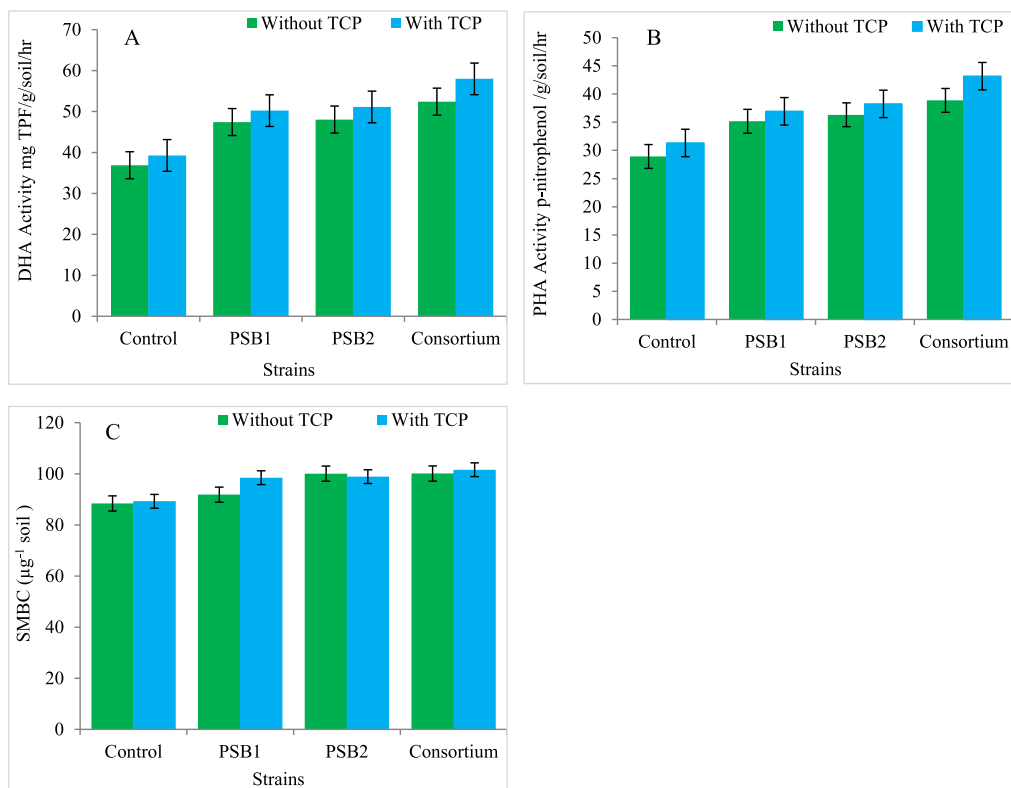 A
Without TCP
With TCP
DHA Activity mg TPF/g/soil/hr
70
60
50
40
30
20
10
0
Control
PSB1
PSB2
Consortium
Strains
B
Without TCP
With TCP
PHA Activity p-nitrophenol /g/soil/hr
50
45
40
35
30
25
20
15
10
5
0
Control
PSB1
PSB2
Consortium
Strains
C
Without TCP
With TCP
SMBC (µg⁻¹ soil )
120
100
80
60
40
20
0
Control
PSB1
PSB2
Consortium
Strains